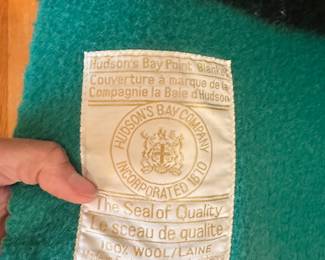 Hudson's Bay Point Blanket
Couverture à marque de la
Compagnie la Baie d'Hudson
HUDSON'S BAY COMPANY
INCORPORATED 1670
The Seal of Quality
Le sceau de qualité
100% WOOL/LAINE